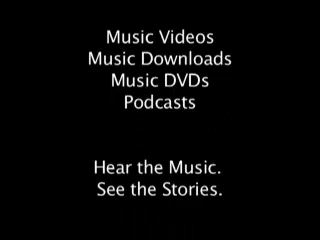 Music Videos
Music Downloads
Music DVDs
Podcasts
Hear the Music.
See the Stories.